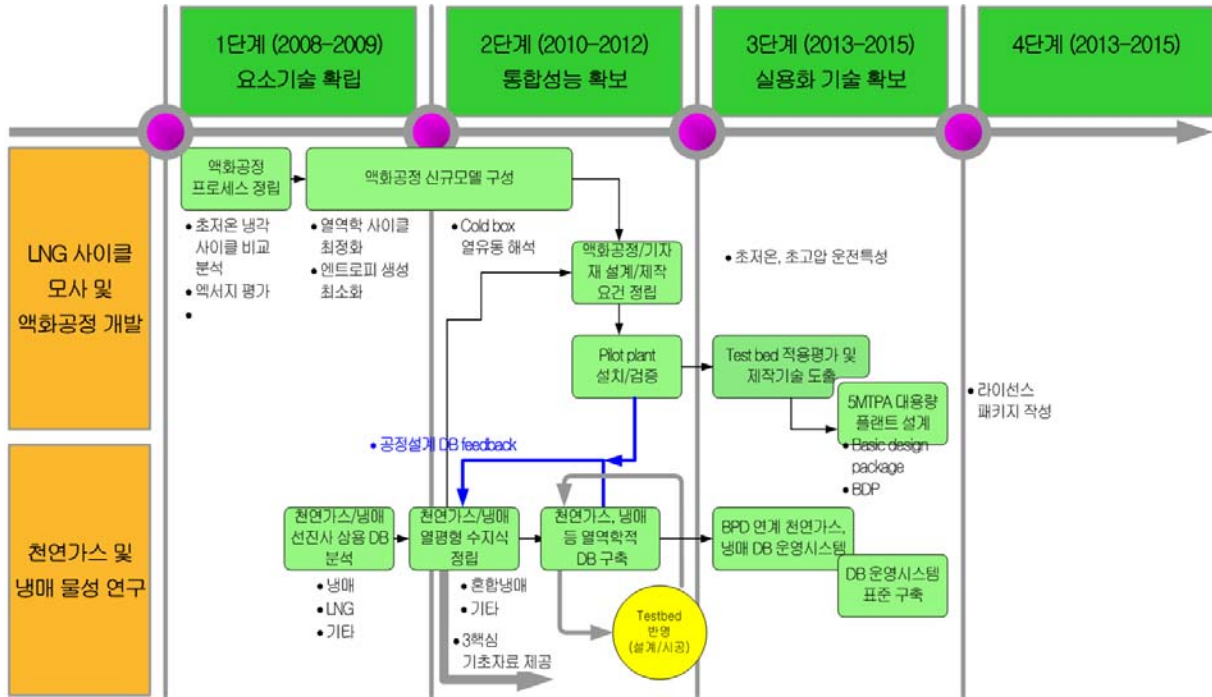 1단계 (2008-2009)
요소기술 확립
2단계 (2010-2012)
통합성능 확보
3단계 (2013-2015)
실용화 기술 확보
4단계 (2013-2015)
LNG 사이클
모사 및
액화공정 개발
액화공정
프로세스 정립
• 초저온 냉각
사이클 비교
분석
• 엑서지 평가
•
액화공정 신규모델 구성
• 열역학 사이클
최적화
• 엔트로피 생성
최소화
• Cold box
열유동 해석
액화공정/기자
재 설계/제작
요건 정립
• 초저온, 초고압 운전특성
Pilot plant
설치/검증
Test bed 적용평가 및
제작기술 도출
5MTPA 대용량
플랜트 설계
• Basic design
package
• BDP
• 라이선스
패키지 작성
• 공정설계 DB feedback
천연가스 및
냉매 물성 연구
천연가스/냉매
선진사 상용 DB
분석
• 냉매
• LNG
• 기타
천연가스/냉매
열평형 수지식
정립
• 혼합냉매
• 기타
• 3핵심
기초자료 제공
천연가스, 냉매
등 열역학적
DB 구축
Testbed
반영
(설계/시공)
BPD 연계 천연가스,
냉매 DB 운영시스템
DB 운영시스템
표준 구축